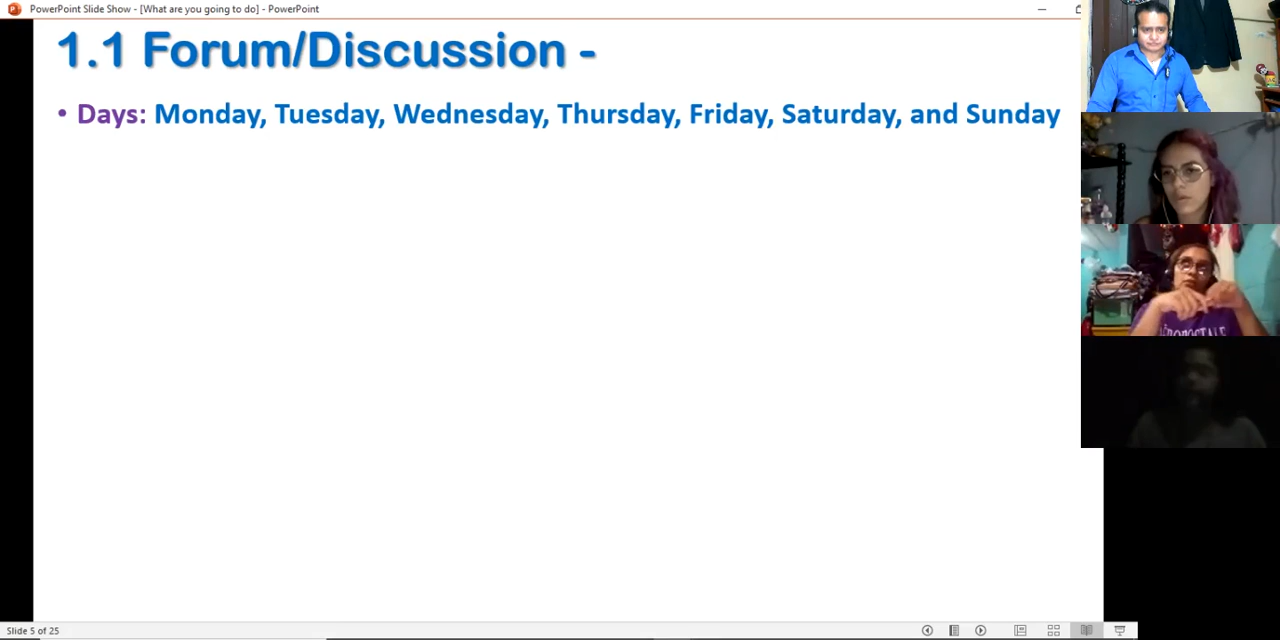 PowerPoint Slide Show - [What are you going to do] - PowerPoint
1.1 Forum/Discussion -
• Days: Monday, Tuesday, Wednesday, Thursday, Friday, Saturday, and Sunday
AÉROPOSTALE
Slide 5 of 25